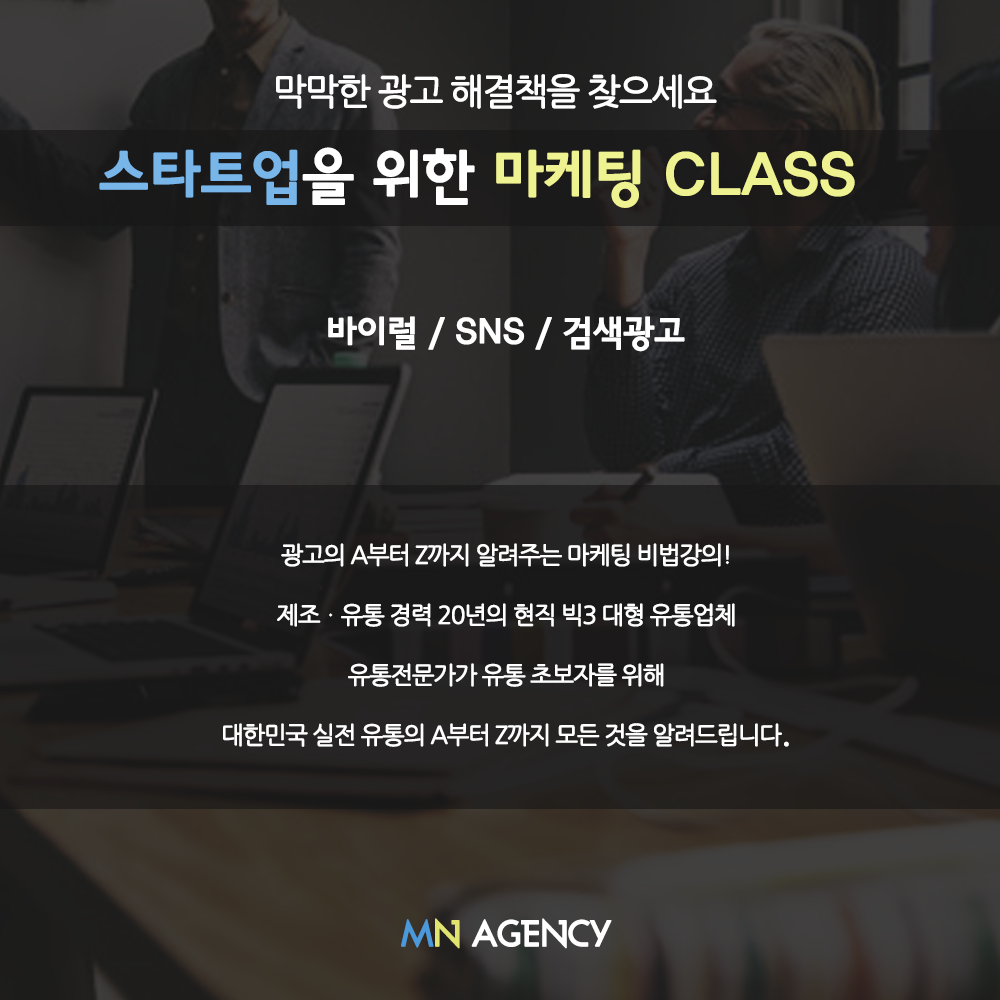 막막한 광고 해결책을 찾으세요
스타트업을 위한 마케팅 CLASS
바이럴 / SNS / 검색광고
광고의 A부터 Z까지 알려주는 마케팅 비법강의!
제조 · 유통 경력 20년의 현직 빅3 대형 유통업체
유통전문가가 유통 초보자를 위해
대한민국 실전 유통의 A부터 Z까지 모든 것을 알려드립니다.
MN AGENCY